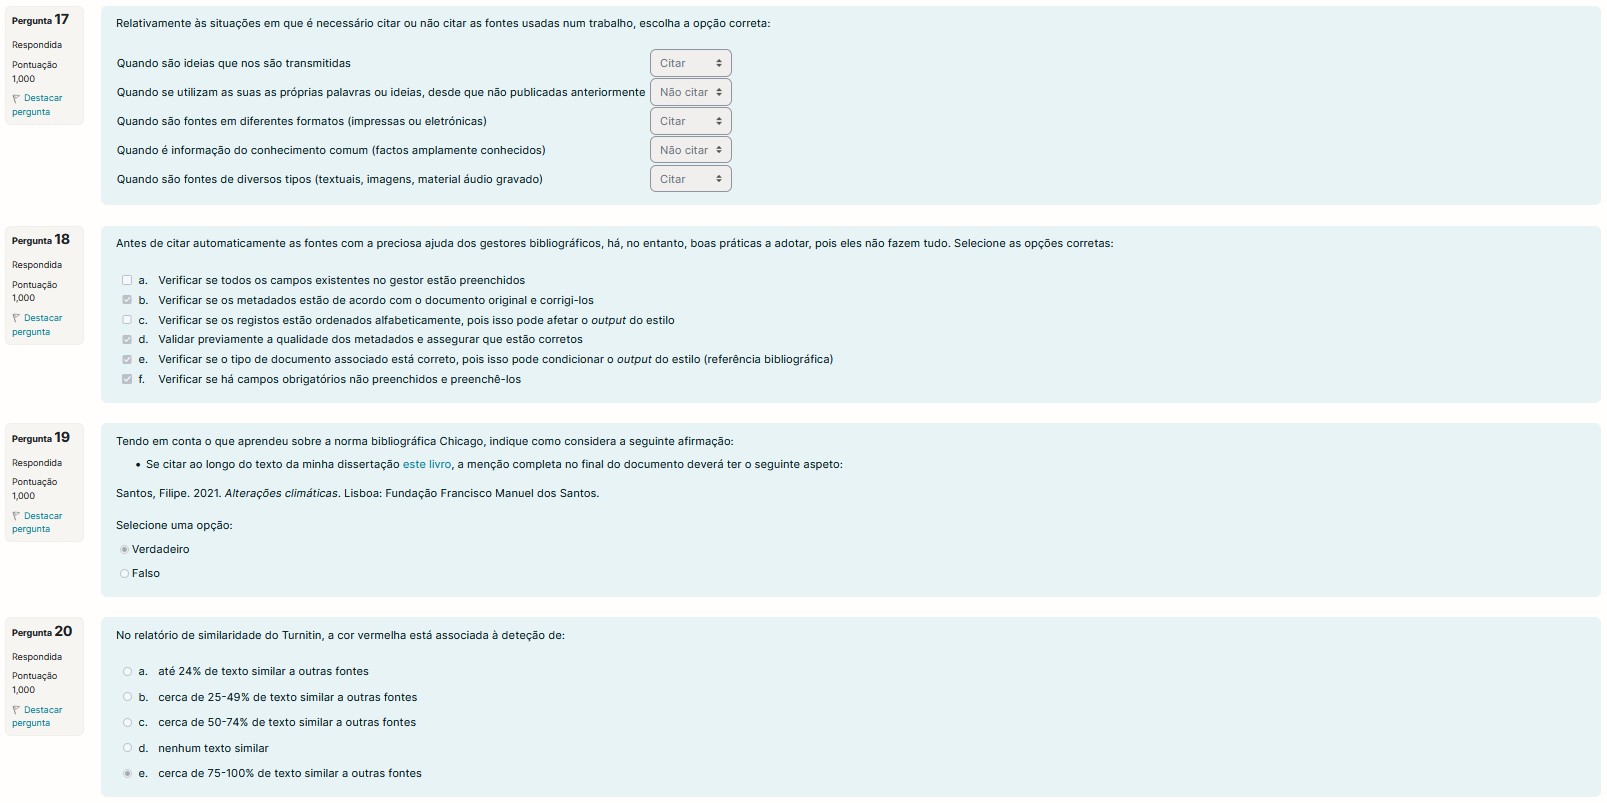 Pergunta 17
Respondida
Pontuação
1,000
Destacar
pergunta
Relativamente às situações em que é necessário citar ou não citar as fontes usadas num trabalho, escolha a opção correta:
Quando são ideias que nos são transmitidas Citar
Quando se utilizam as suas as próprias palavras ou ideias, desde que não publicadas anteriormente Não citar
Quando são fontes em diferentes formatos (impressas ou eletrónicas) Citar
Quando é informação do conhecimento comum (factos amplamente conhecidos) Não citar
Quando são fontes de diversos tipos (textuais, imagens, material áudio gravado) Citar
Pergunta 18
Respondida
Pontuação
1,000
Destacar
pergunta
Antes de citar automaticamente as fontes com a preciosa ajuda dos gestores bibliográficos, há, no entanto, boas práticas a adotar, pois eles não fazem tudo. Selecione as opções corretas:
a. Verificar se todos os campos existentes no gestor estão preenchidos
b. Verificar se os metadados estão de acordo com o documento original e corrigi-los
c. Verificar se os registos estão ordenados alfabeticamente, pois isso pode afetar o output do estilo
d. Validar previamente a qualidade dos metadados e assegurar que estão corretos
e. Verificar se o tipo de documento associado está correto, pois isso pode condicionar o output do estilo (referência bibliográfica)
f. Verificar se há campos obrigatórios não preenchidos e preenchê-los
Pergunta 19
Respondida
Pontuação
1,000
Destacar
pergunta
Tendo em conta o que aprendeu sobre a norma bibliográfica Chicago, indique como considera a seguinte afirmação:
• Se citar ao longo do texto da minha dissertação este livro, a menção completa no final do documento deverá ter o seguinte aspeto:
Santos, Filipe. 2021. Alterações climáticas. Lisboa: Fundação Francisco Manuel dos Santos.
Selecione uma opção:
Verdadeiro
Falso
Pergunta 20
Respondida
Pontuação
1,000
Destacar
pergunta
No relatório de similaridade do Turnitin, a cor vermelha está associada à deteção de:
a. até 24% de texto similar a outras fontes
b. cerca de 25-49% de texto similar a outras fontes
c. cerca de 50-74% de texto similar a outras fontes
d. nenhum texto similar
e. cerca de 75-100% de texto similar a outras fontes